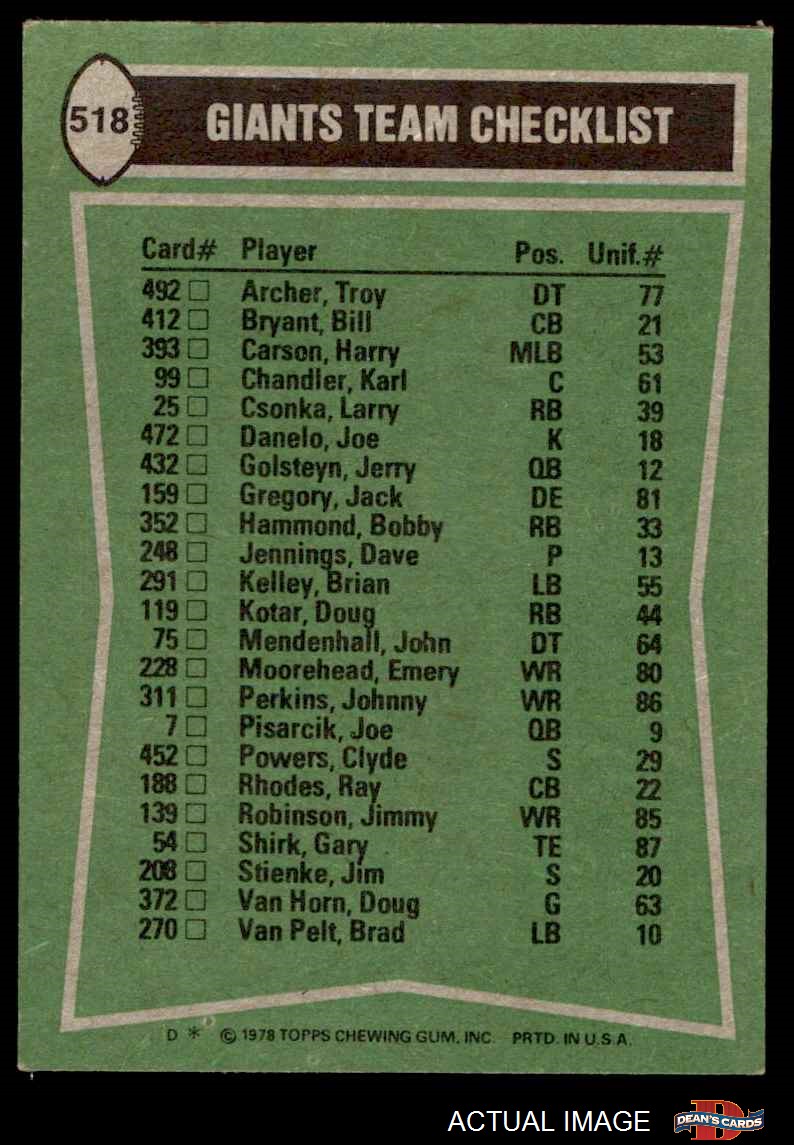 518 GIANTS TEAM CHECKLIST
Card# Player Pos. Unif.#
492 □ Archer, Troy DT 77
412 □ Bryant, Bill CB 21
393 □ Carson, Harry MLB 53
99 □ Chandler, Karl C 61
25 □ Csonka, Larry RB 39
472 □ Danelo, Joe K 18
432 □ Golsteyn, Jerry QB 12
159 □ Gregory, Jack DE 81
352 □ Hammond, Bobby RB 33
248 □ Jennings, Dave P 13
291 □ Kelley, Brian LB 55
119 □ Kotar, Doug RB 44
75 □ Mendenhall, John DT 64
228 □ Moorehead, Emery WR 80
311 □ Perkins, Johnny WR 86
7 □ Pisarcik, Joe QB 9
452 □ Powers, Clyde S 29
188 □ Rhodes, Ray CB 22
139 □ Robinson, Jimmy WR 85
54 □ Shirk, Gary TE 87
208 □ Stienke, Jim S 20
372 □ Van Horn, Doug G 63
270 □ Van Pelt, Brad LB 10
D * © 1978 TOPPS CHEWING GUM, INC. PRTD. IN U.S.A.
ACTUAL IMAGE D DEAN'S CARDS